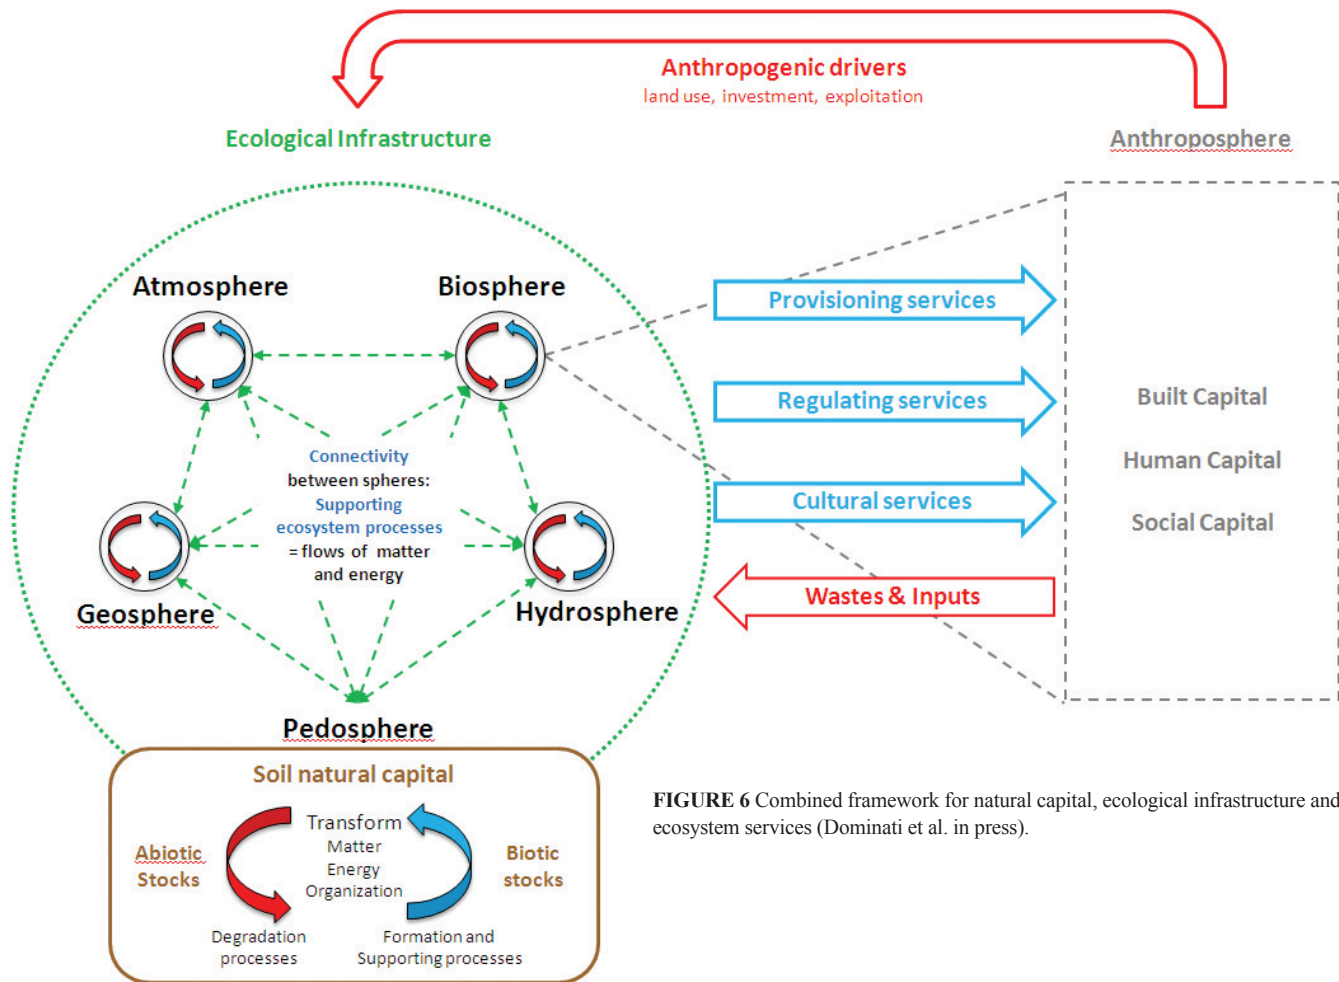 Anthropogenic drivers
land use, investment, exploitation
Ecological Infrastructure
Anthroposphere
Atmosphere
Biosphere
Provisioning services
Regulating services
Cultural services
Wastes & Inputs
Built Capital
Human Capital
Social Capital
Connectivity
between spheres:
Supporting
ecosystem processes
= flows of matter
and energy
Geosphere
Hydrosphere
Pedosphere
Soil natural capital
Abiotic
Stocks
Transform
Matter
Energy
Organization
Biotic
stocks
Degradation
processes
Formation and
Supporting processes
FIGURE 6 Combined framework for natural capital, ecological infrastructure and
ecosystem services (Dominati et al. in press).